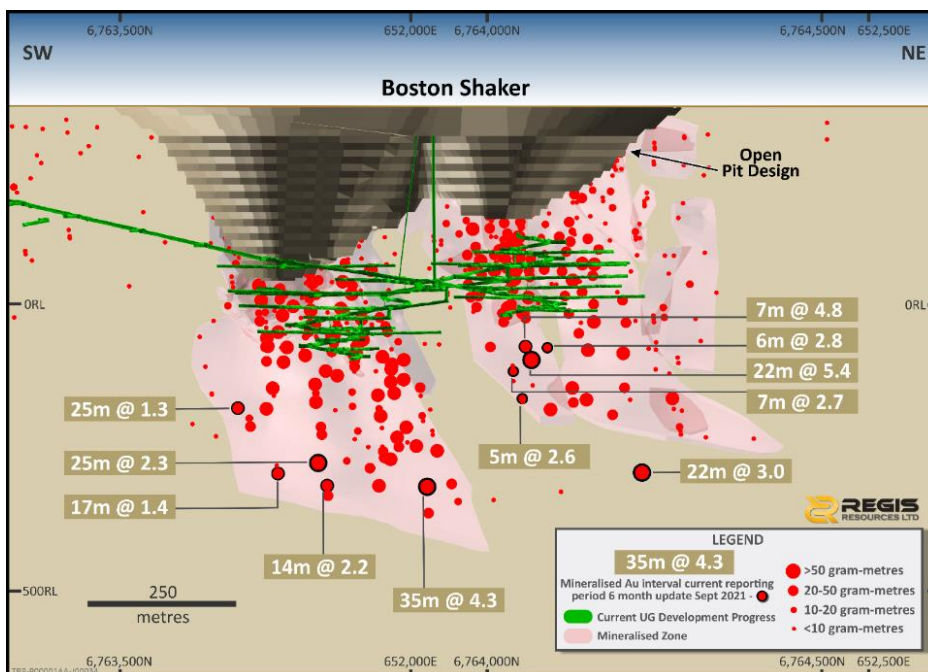 6,763,500N 652,000E 6,764,000N 6,764,500N 652,500E
SW NE
Boston Shaker
Open
Pit Design
0RL 0RL
7m @ 4.8
6m @ 2.8
22m @ 5.4
7m @ 2.7
25m @ 1.3
25m @ 2.3
17m @ 1.4
5m @ 2.6
22m @ 3.0
14m @ 2.2
35m @ 4.3
REGIS
RESOURCES LTD
LEGEND
35m @ 4.3
Mineralised Au interval current reporting
period 6 month update Sept 2021 -
Current UG Development Progress
Mineralised Zone
>50 gram-metres
20-50 gram-metres
10-20 gram-metres
<10 gram-metres
500RL
250
metres
6,763,500N 652,000E 6,764,000N 6,764,500N 652,500E